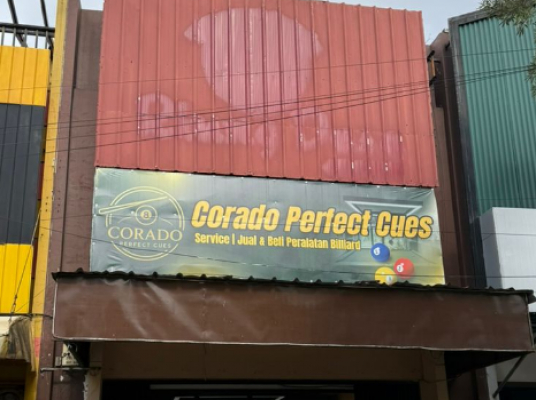 CORADO
PERFECT CUES
Corado Perfect Cues
Service | Jual & Beli Peralatan Billiard